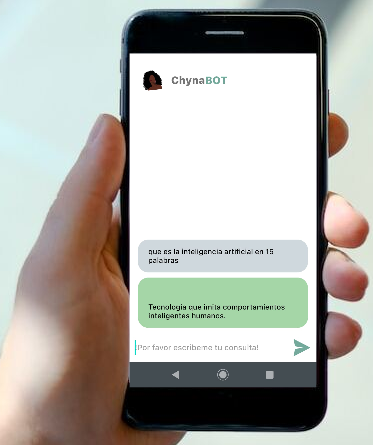 ChynaBOT
que es la inteligencia artificial en 15
palabras
Tecnología que imita comportamientos
inteligentes humanos.
Por favor escribeme tu consulta!